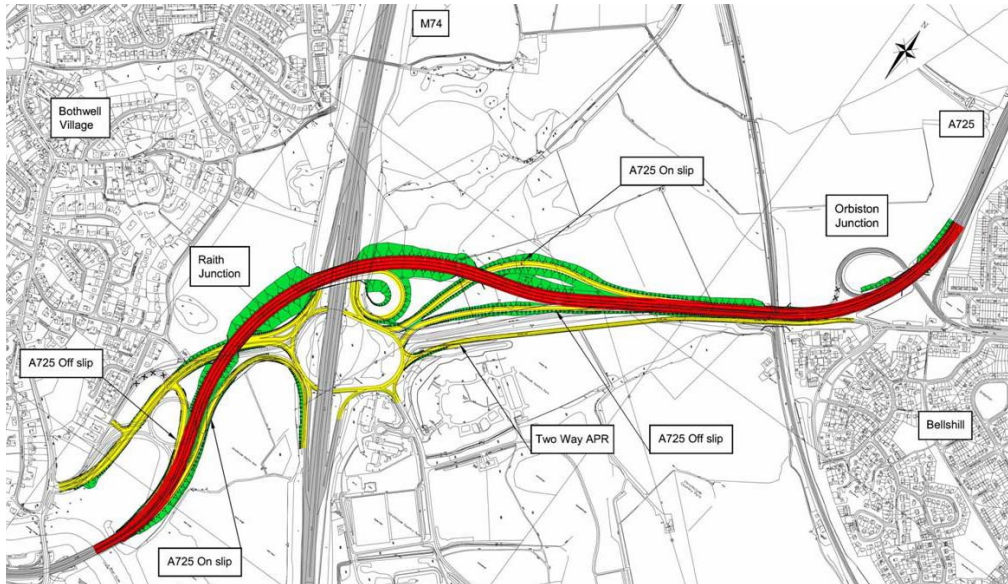 M74
N
A725
Bothwell
Village
A725 On slip
Orbiston
Junction
Raith
Junction
A725 Off slip
Two Way APR
A725 Off slip
Bellshill
A725 On slip